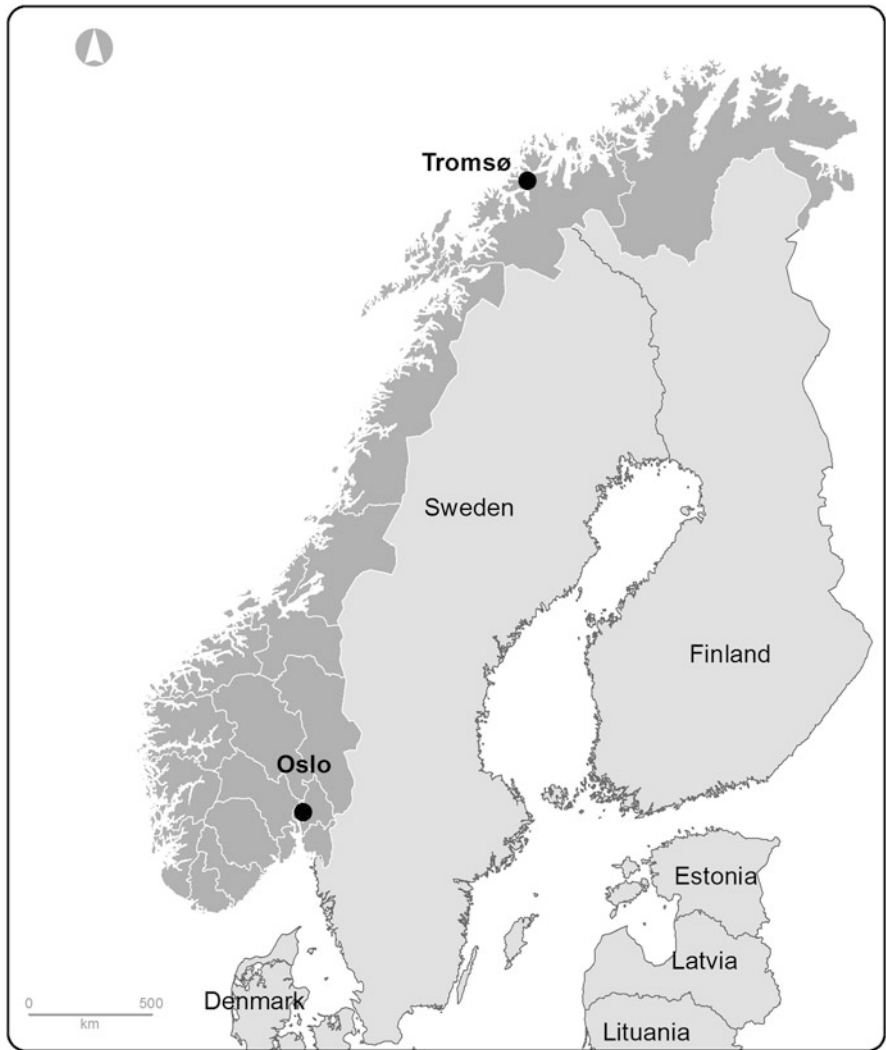 Tromsø
Sweden
Finland
Oslo
Estonia
Latvia
Denmark
Lituania
0 500
km